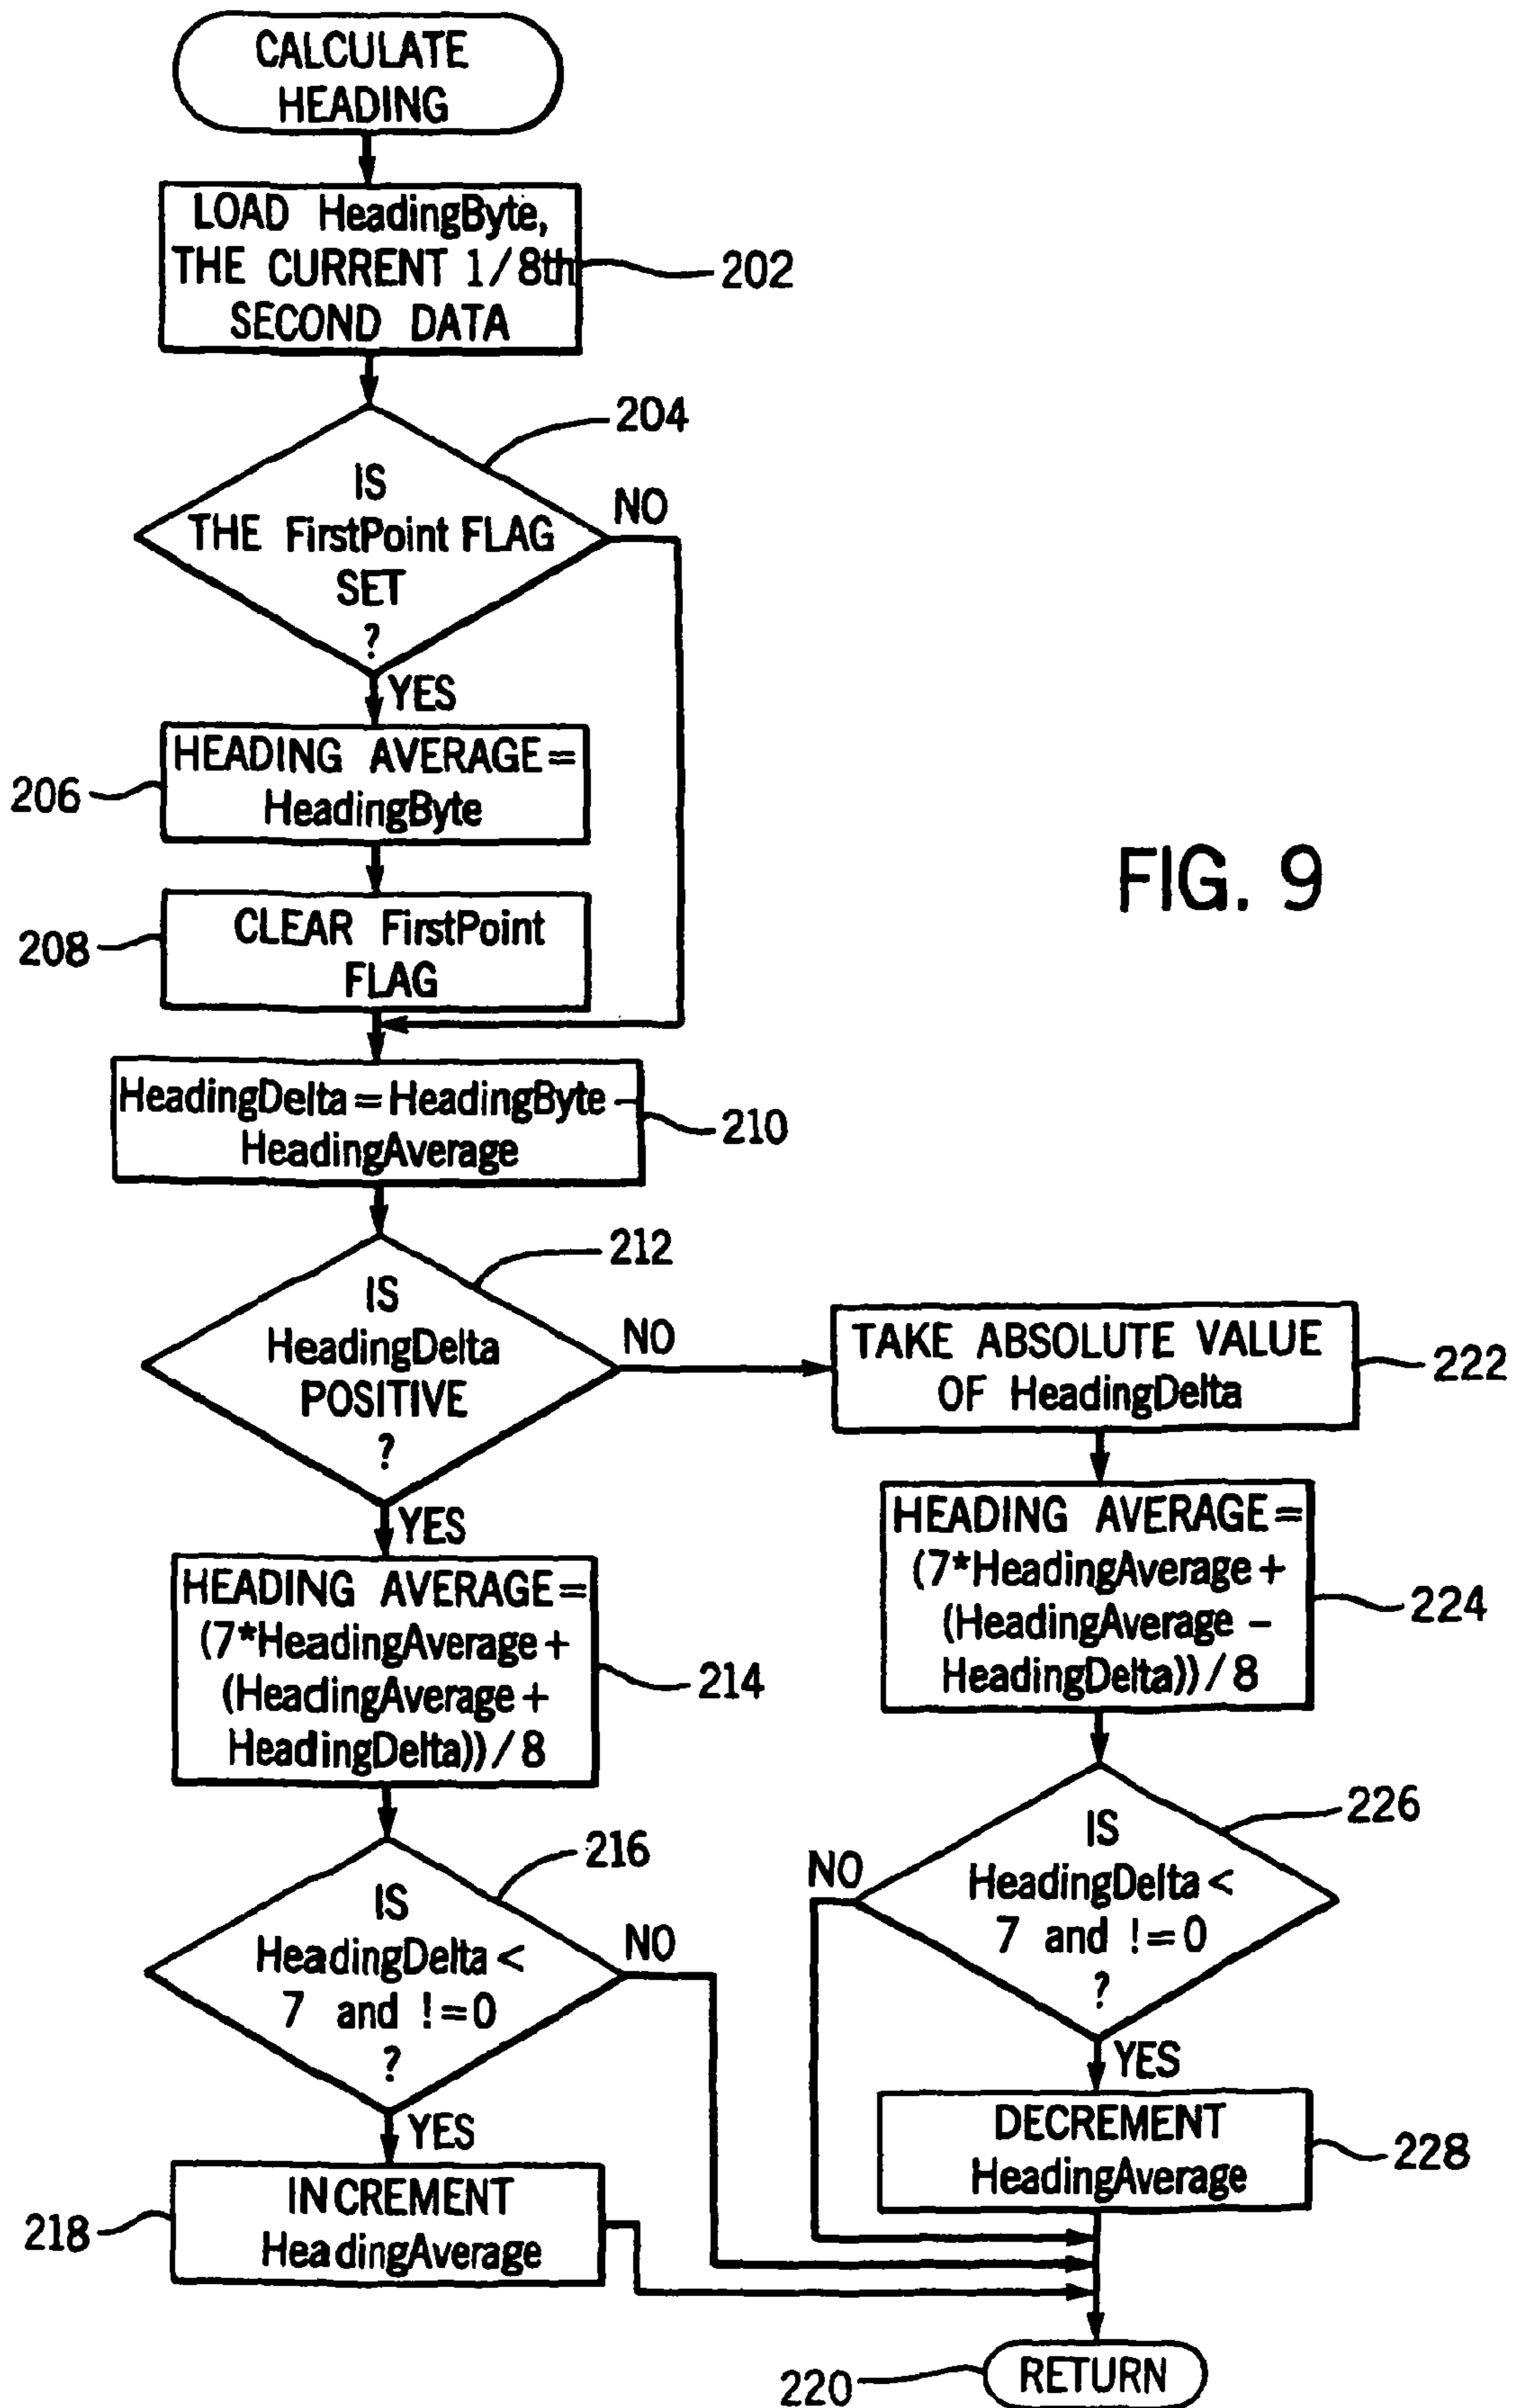 CALCULATE
HEADING
LOAD HeadingByte,
THE CURRENT 1/8th
SECOND DATA
202
204
IS
THE FirstPoint FLAG
SET
?
NO
YES
HEADING AVERAGE=
HeadingByte
206
CLEAR FirstPoint
FLAG
208
FIG. 9
HeadingDelta=HeadingByte–
HeadingAverage
210
212
IS
HeadingDelta
POSITIVE
?
NO
YES
TAKE ABSOLUTE VALUE
OF HeadingDelta
222
HEADING AVERAGE=
(7*HeadingAverage+
(HeadingAverage+
HeadingDelta))/8
214
HEADING AVERAGE=
(7*HeadingAverage+
(HeadingAverage–
HeadingDelta))/8
224
216
IS
HeadingDelta<
7 and !=0
?
NO
YES
226
IS
HeadingDelta<
7 and !=0
?
NO
YES
INCREMENT
HeadingAverage
218
DECREMENT
HeadingAverage
228
RETURN
220